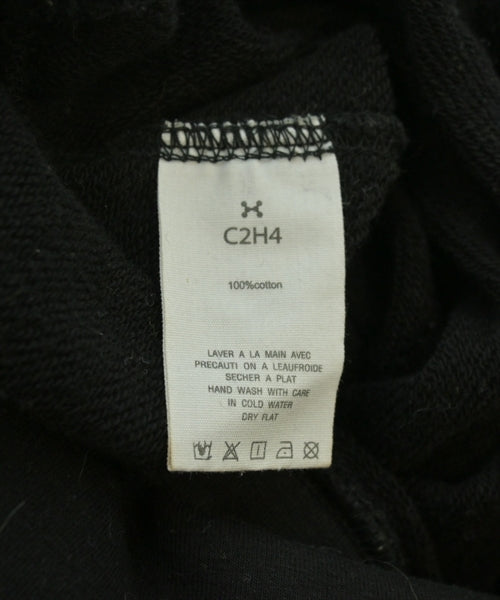 C2H4
100%cotton
LAVER A LA MAIN AVEC
PRECAUTI ON A LEAUFROIDE
SECHER A PLAT
HAND WASH WITH CARE
IN COLD WATER
DRY FLAT